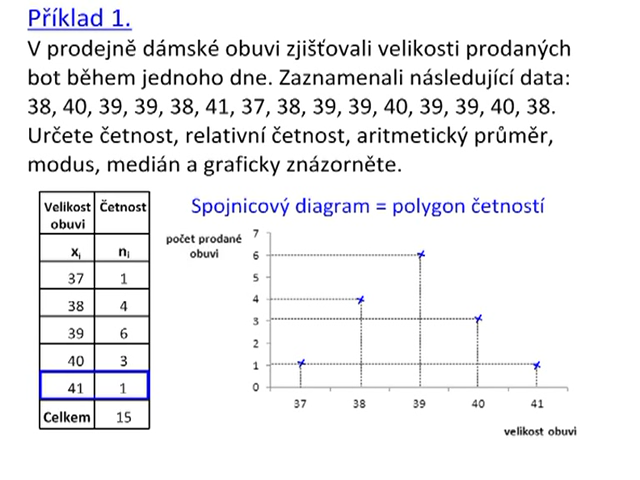 Příklad 1.
V prodejně dámské obuvi zjišťovali velikosti prodaných
bot během jednoho dne. Zaznamenali následující data:
38, 40, 39, 39, 38, 41, 37, 38, 39, 39, 40, 39, 39, 40, 38.
Určete četnost, relativní četnost, aritmetický průměr,
modus, medián a graficky znázorněte.
Velikost obuvi Četnost
xᵢ nᵢ
37 1
38 4
39 6
40 3
41 1
Celkem 15
Spojnicový diagram = polygon četností
počet prodané
obuvi
7
6
5
4
3
2
1
0
37 38 39 40 41
velikost obuvi